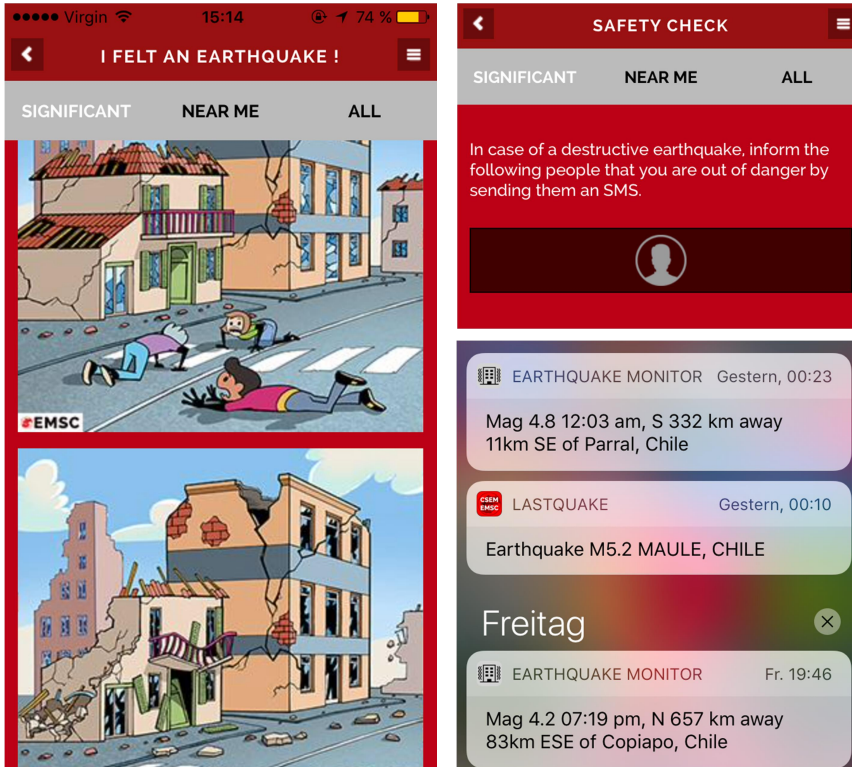 Virgin 15:14 74 %
I FELT AN EARTHQUAKE !
SIGNIFICANT NEAR ME ALL
EMSC
SAFETY CHECK
SIGNIFICANT NEAR ME ALL
In case of a destructive earthquake, inform the
following people that you are out of danger by
sending them an SMS.
EARTHQUAKE MONITOR Gestern, 00:23
Mag 4.8 12:03 am, S 332 km away
11km SE of Parral, Chile
CSEM
EMSC
LASTQUAKE Gestern, 00:10
Earthquake M5.2 MAULE, CHILE
Freitag
EARTHQUAKE MONITOR Fr. 19:46
Mag 4.2 07:19 pm, N 657 km away
83km ESE of Copiapo, Chile